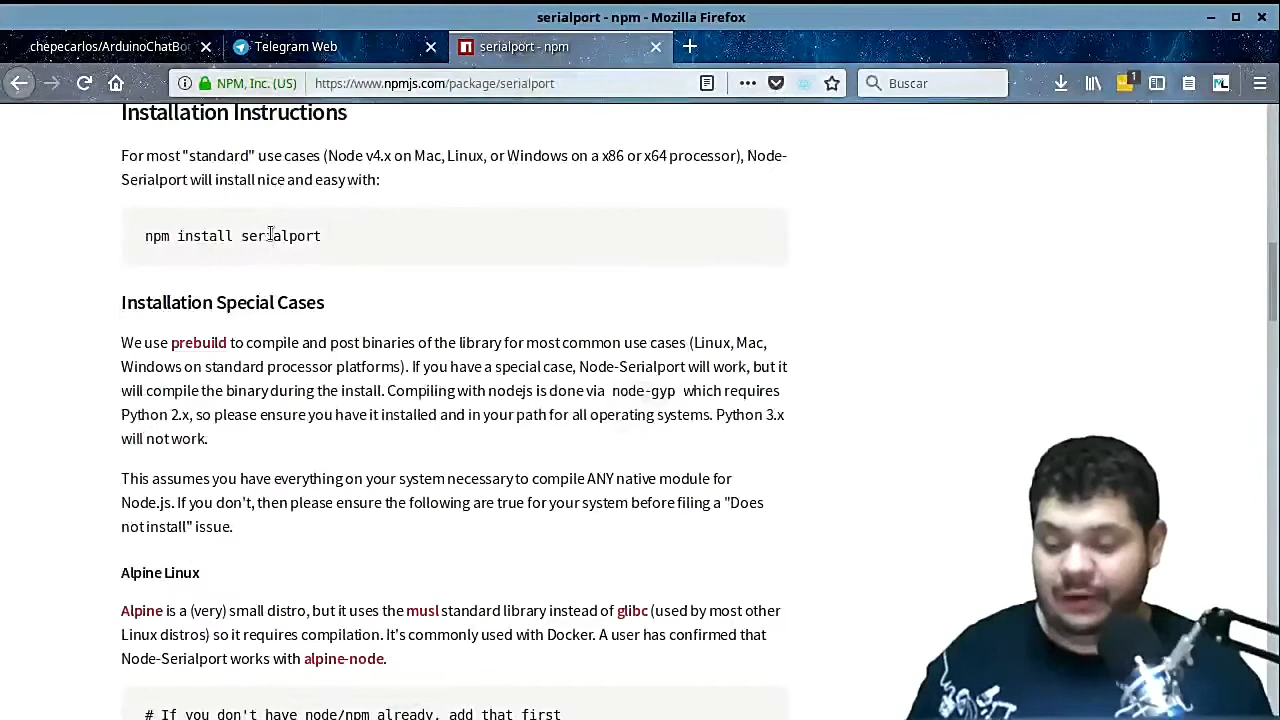 serialport - npm - Mozilla Firefox
chepecarlos/ArduinoChatBo
Telegram Web
serialport - npm
NPM, Inc. (US)
https://www.npmjs.com/package/serialport
Buscar
1
Installation Instructions
For most "standard" use cases (Node v4.x on Mac, Linux, or Windows on a x86 or x64 processor), Node-
Serialport will install nice and easy with:
npm install serialport
Installation Special Cases
We use prebuild to compile and post binaries of the library for most common use cases (Linux, Mac,
Windows on standard processor platforms). If you have a special case, Node-Serialport will work, but it
will compile the binary during the install. Compiling with nodejs is done via node-gyp which requires
Python 2.x, so please ensure you have it installed and in your path for all operating systems. Python 3.x
will not work.
This assumes you have everything on your system necessary to compile ANY native module for
Node.js. If you don't, then please ensure the following are true for your system before filing a "Does
not install" issue.
Alpine Linux
Alpine is a (very) small distro, but it uses the musl standard library instead of glibc (used by most other
Linux distros) so it requires compilation. It's commonly used with Docker. A user has confirmed that
Node-Serialport works with alpine-node.
# If you don't have node/npm already, add that first